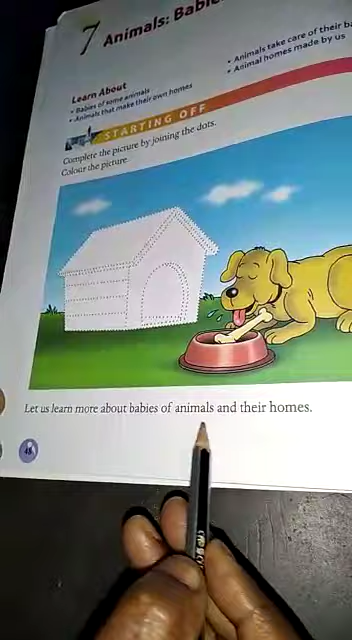 7 Animals: Babie
Learn About
• Babies of some animals
• Animals that make their own homes
• Animals take care of their ba
• Animal homes made by us
STARTING OFF
Complete the picture by joining the dots.
Colour the picture.
Let us learn more about babies of animals and their homes.
48